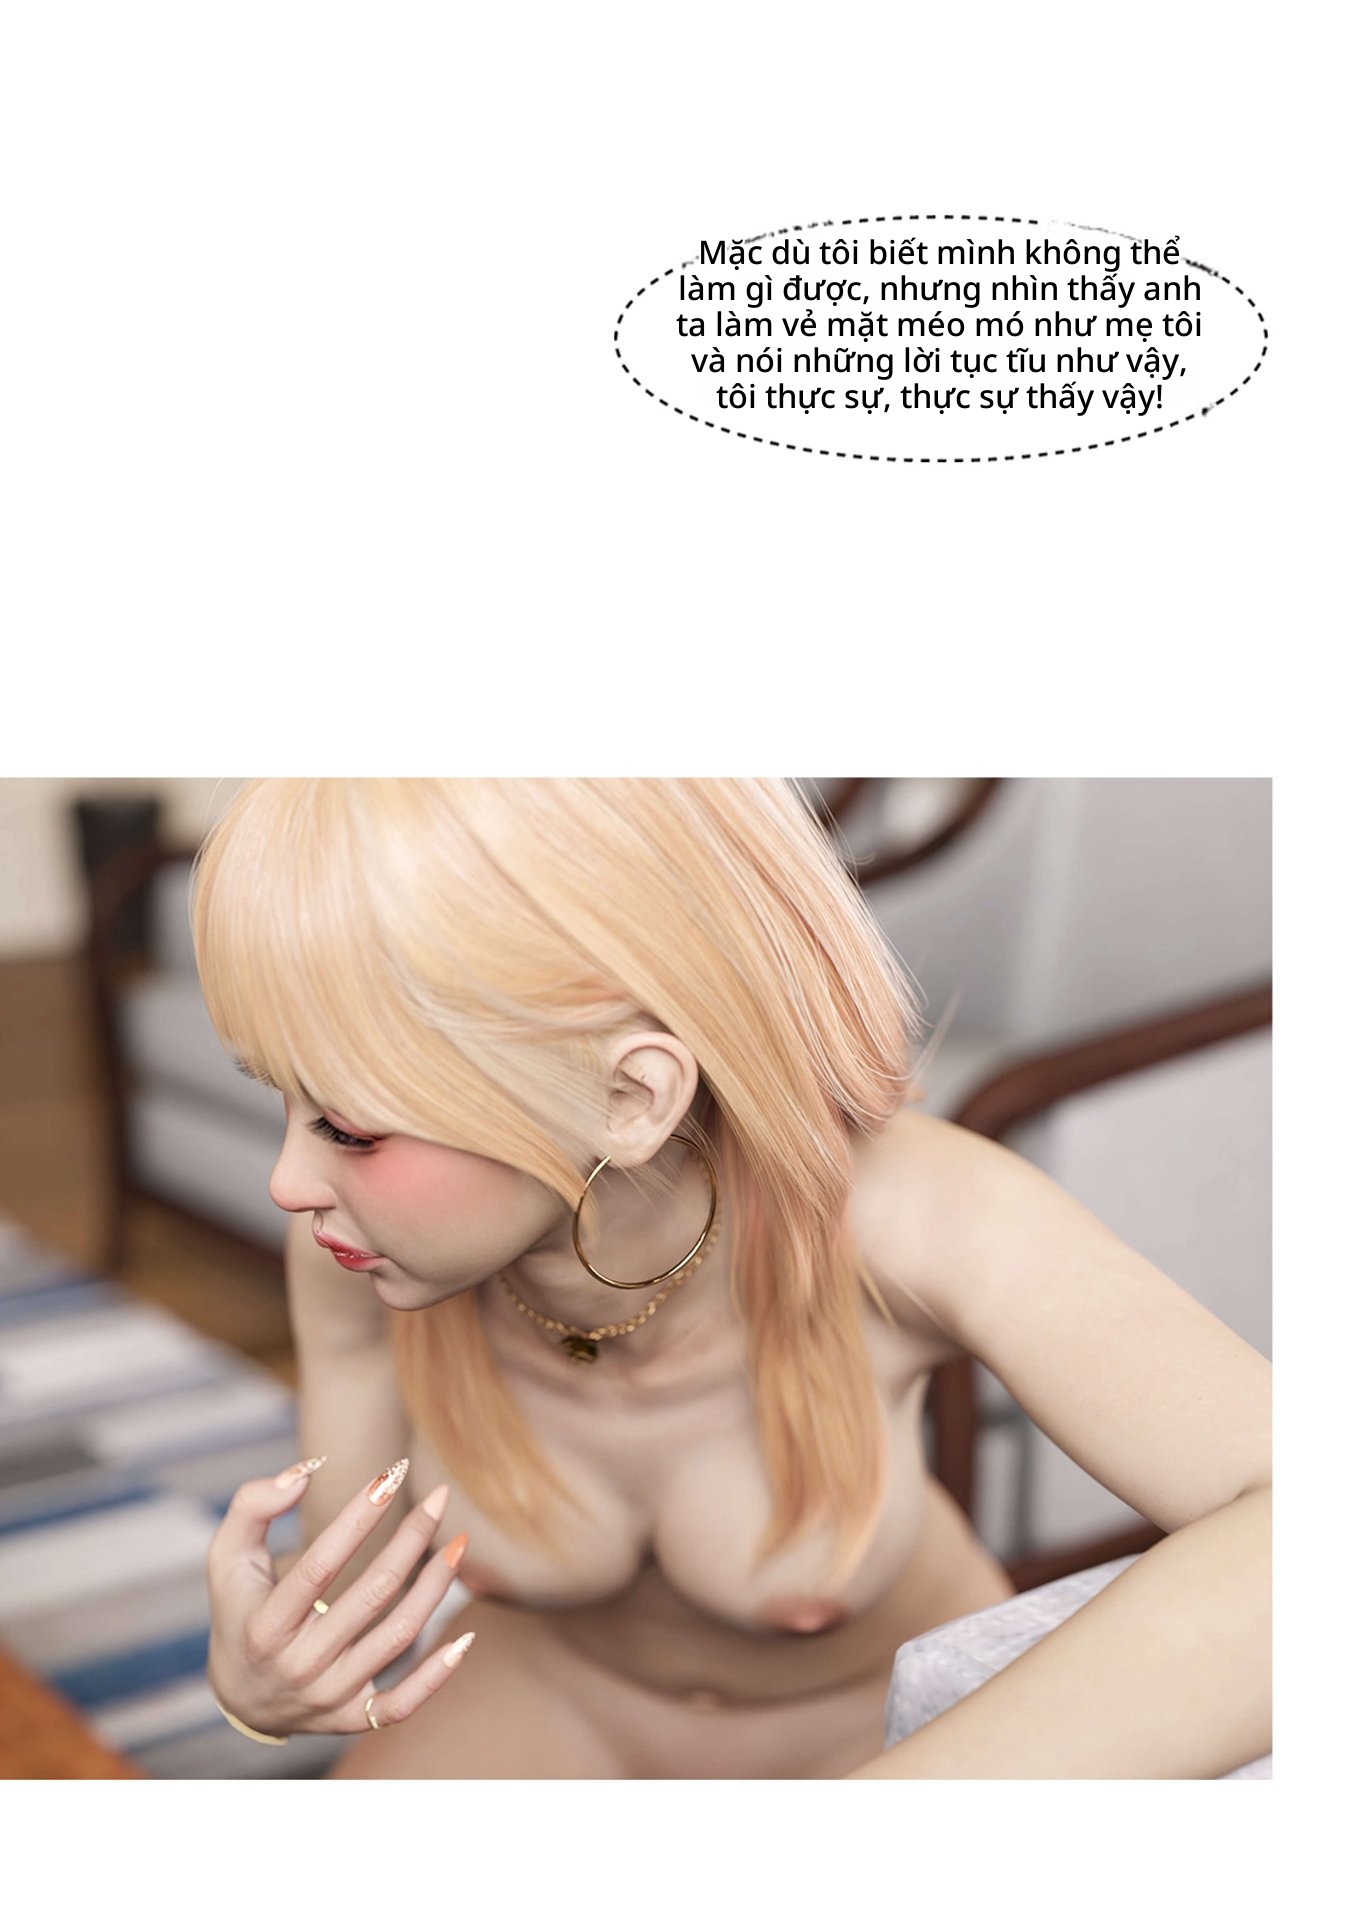 Mặc dù tôi biết mình không thể
làm gì được, nhưng nhìn thấy anh
ta làm vẻ mặt méo mó như mẹ tôi
và nói những lời tục tĩu như vậy,
tôi thực sự, thực sự thấy vậy!